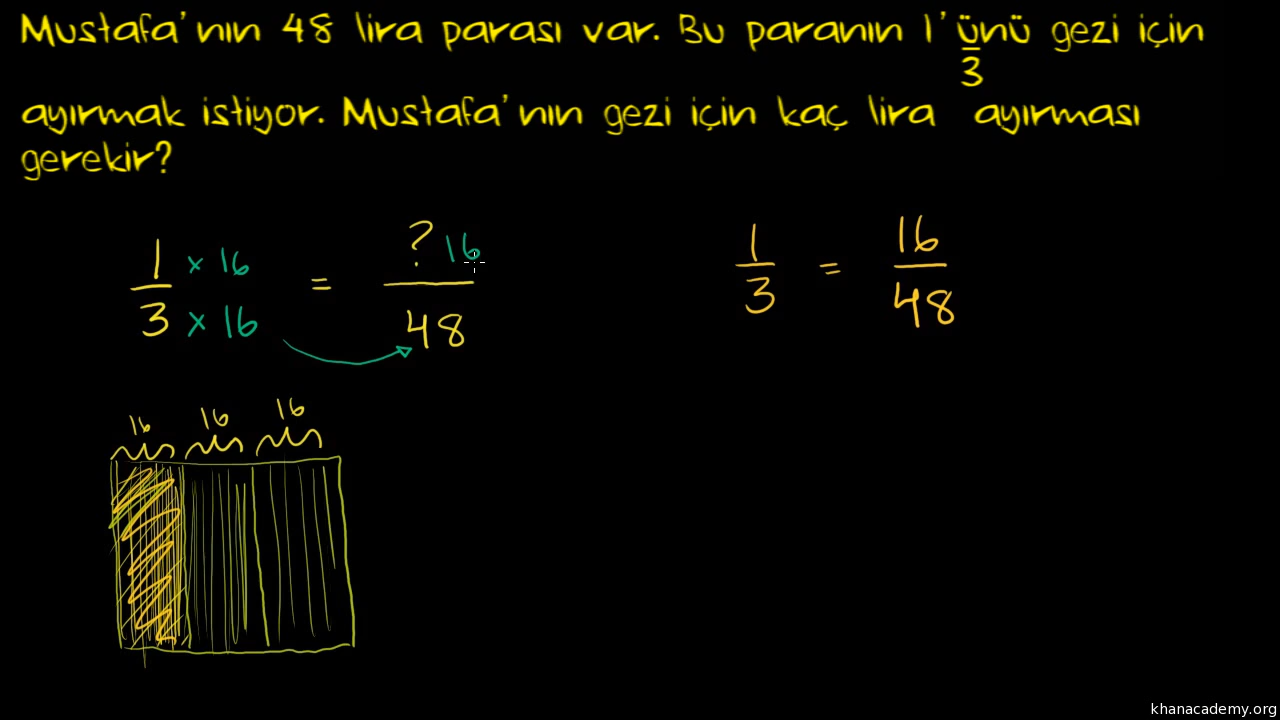 Mustafa'nın 48 lira parası var. Bu paranın 1/3'ünü gezi için
ayırmak istiyor. Mustafa'nın gezi için kaç lira ayırması
gerekir?
1/3 × 16 / × 16 = ? 16 / 48
1/3 = 16/48
16 16 16
khanacademy.org